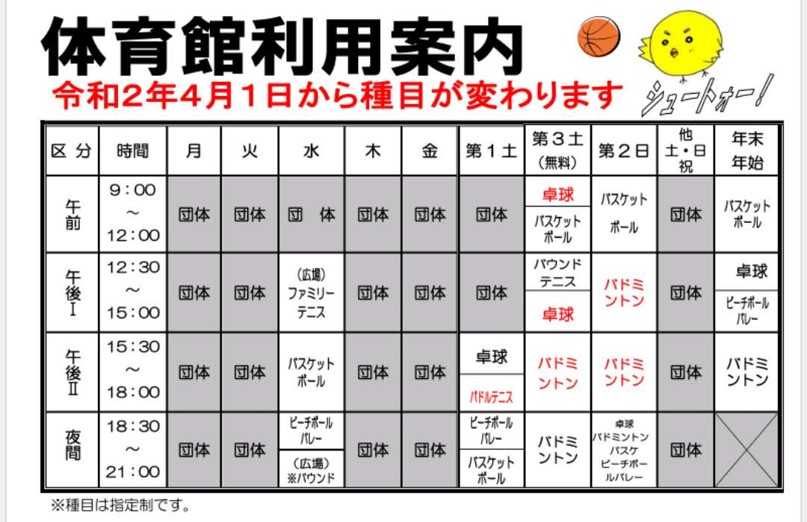 体育館利用案内
令和2年4月1日から種目が変わります
シュートォー!
区分 時間 月 火 水 木 金 第1土 第3土(無料) 第2日 他土・日祝 年末年始
午前 9:00～12:00 団体 団体 団 体 団体 団体 団体 卓球 バスケットボール バスケットボール 団体 バスケットボール
午後Ⅰ 12:30～15:00 団体 団体 (広場)ファミリーテニス 団体 団体 団体 バウンドテニス 卓球 バドミントン 団体 卓球 ビーチボールバレー
午後Ⅱ 15:30～18:00 団体 団体 バスケットボール 団体 団体 卓球 パドルテニス バドミントン バドミントン 団体 バドミントン
夜間 18:30～21:00 団体 団体 ビーチボールバレー (広場)※バウンド 団体 団体 ビーチボールバレー バスケットボール バドミントン 卓球 バドミントン バスケ ビーチボールバレー 団体
※種目は指定制です。